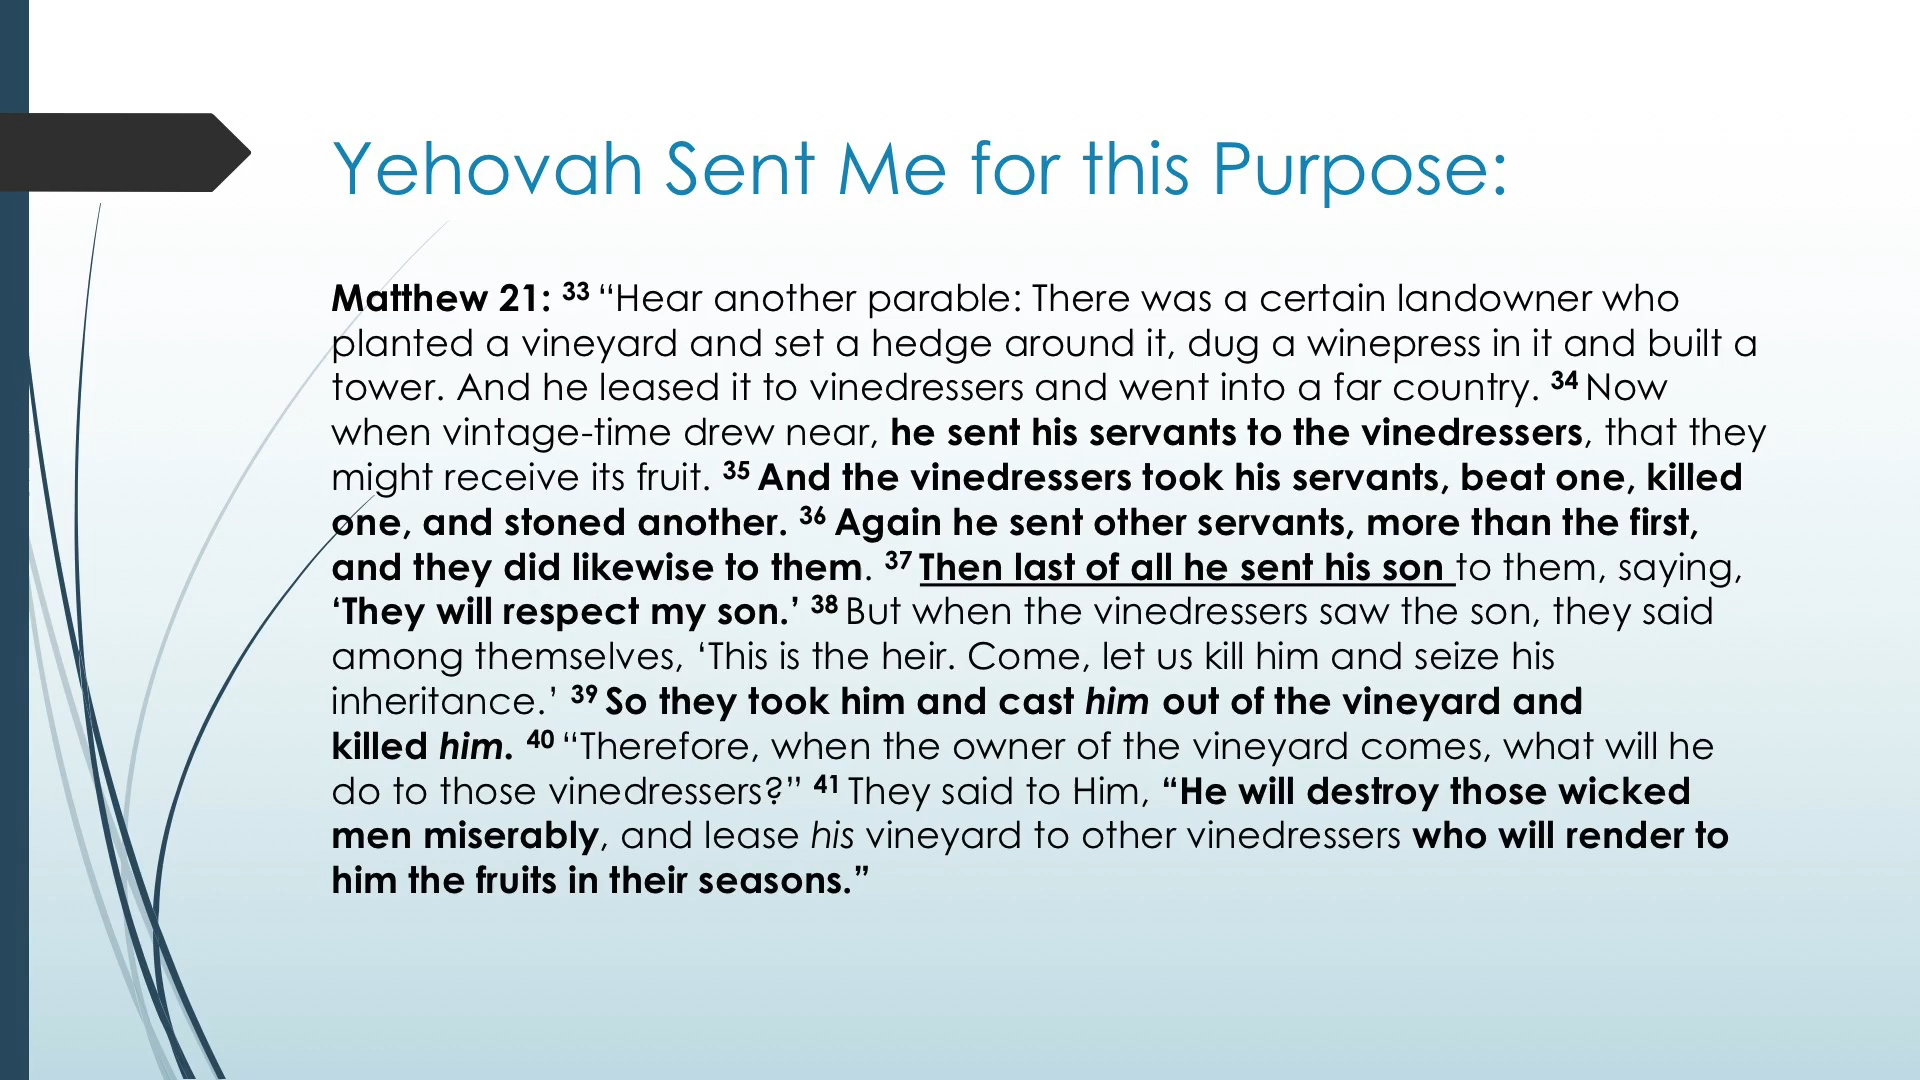 Yehovah Sent Me for this Purpose:
Matthew 21: 33 “Hear another parable: There was a certain landowner who
planted a vineyard and set a hedge around it, dug a winepress in it and built a
tower. And he leased it to vinedressers and went into a far country. 34 Now
when vintage-time drew near, he sent his servants to the vinedressers, that they
might receive its fruit. 35 And the vinedressers took his servants, beat one, killed
one, and stoned another. 36 Again he sent other servants, more than the first,
and they did likewise to them. 37 Then last of all he sent his son to them, saying,
‘They will respect my son.’ 38 But when the vinedressers saw the son, they said
among themselves, ‘This is the heir. Come, let us kill him and seize his
inheritance.’ 39 So they took him and cast him out of the vineyard and
killed him. 40 “Therefore, when the owner of the vineyard comes, what will he
do to those vinedressers?” 41 They said to Him, “He will destroy those wicked
men miserably, and lease his vineyard to other vinedressers who will render to
him the fruits in their seasons.”